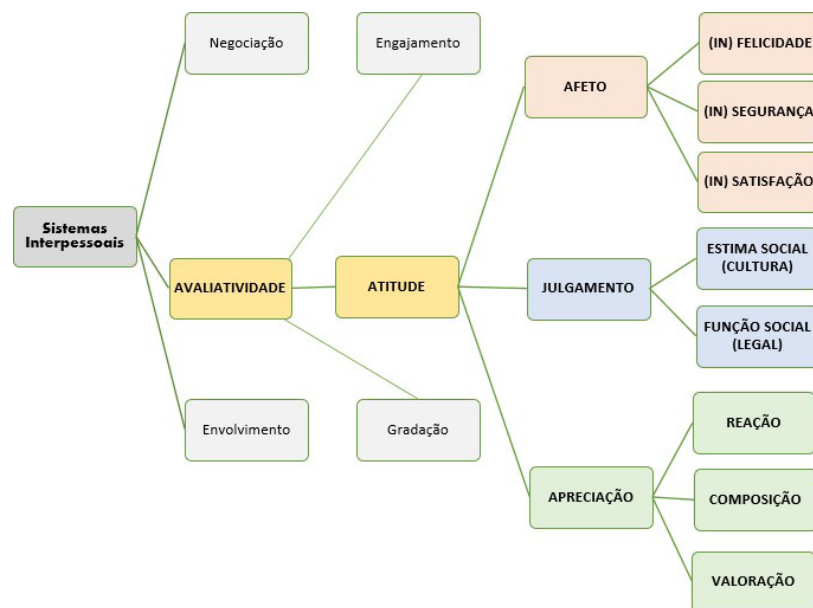 Negociação
Engajamento
AFETO
(IN) FELICIDADE
(IN) SEGURANÇA
(IN) SATISFAÇÃO
Sistemas
Interpessoais
AVALIATIVIDADE
ATITUDE
JULGAMENTO
ESTIMA SOCIAL
(CULTURA)
FUNÇÃO SOCIAL
(LEGAL)
Envolvimento
Gradação
APRECIAÇÃO
REAÇÃO
COMPOSIÇÃO
VALORAÇÃO